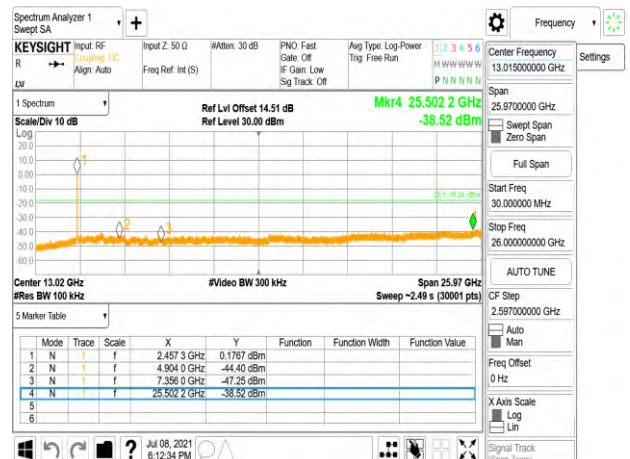 Spectrum Analyzer 1
Swept SA
Frequency
KEYSIGHT
R
Input: RF
Coupling: DC
Align: Auto
Input Z: 50 Ω
Freq Ref: Int (S)
#Atten: 30 dB
PNO: Fast
Gate: Off
IF Gain: Low
Sig Track: Off
Avg Type: Log-Power
Trig: Free Run
1 2 3 4 5 6
M W W W W W
P N N N N N
Center Frequency
13.015000000 GHz
Settings
Span
25.9700000 GHz
Swept Span
Zero Span
Full Span
Start Freq
30.000000 MHz
Stop Freq
26.000000000 GHz
AUTO TUNE
CF Step
2.597000000 GHz
Auto
Man
Freq Offset
0 Hz
X Axis Scale
Log
Lin
Signal Track
1 Spectrum
Scale/Div 10 dB
Ref Lvl Offset 14.51 dB
Ref Level 30.00 dBm
Mkr4 25.502 2 GHz
-38.52 dBm
Log
20.0
10.0
0.00
-10.0
-20.0
-30.0
-40.0
-50.0
-60.0
1
2
3
Center 13.02 GHz
#Res BW 100 kHz
#Video BW 300 kHz
Span 25.97 GHz
Sweep ~2.49 s (30001 pts)
5 Marker Table
Mode Trace Scale X Y Function Function Width Function Value
1 N 1 f 2.457 3 GHz 0.1767 dBm
2 N 1 f 4.904 0 GHz -44.40 dBm
3 N 1 f 7.356 0 GHz -47.25 dBm
4 N 1 f 25.502 2 GHz -38.52 dBm
5
6
?
Jul 08, 2021
6:12:34 PM